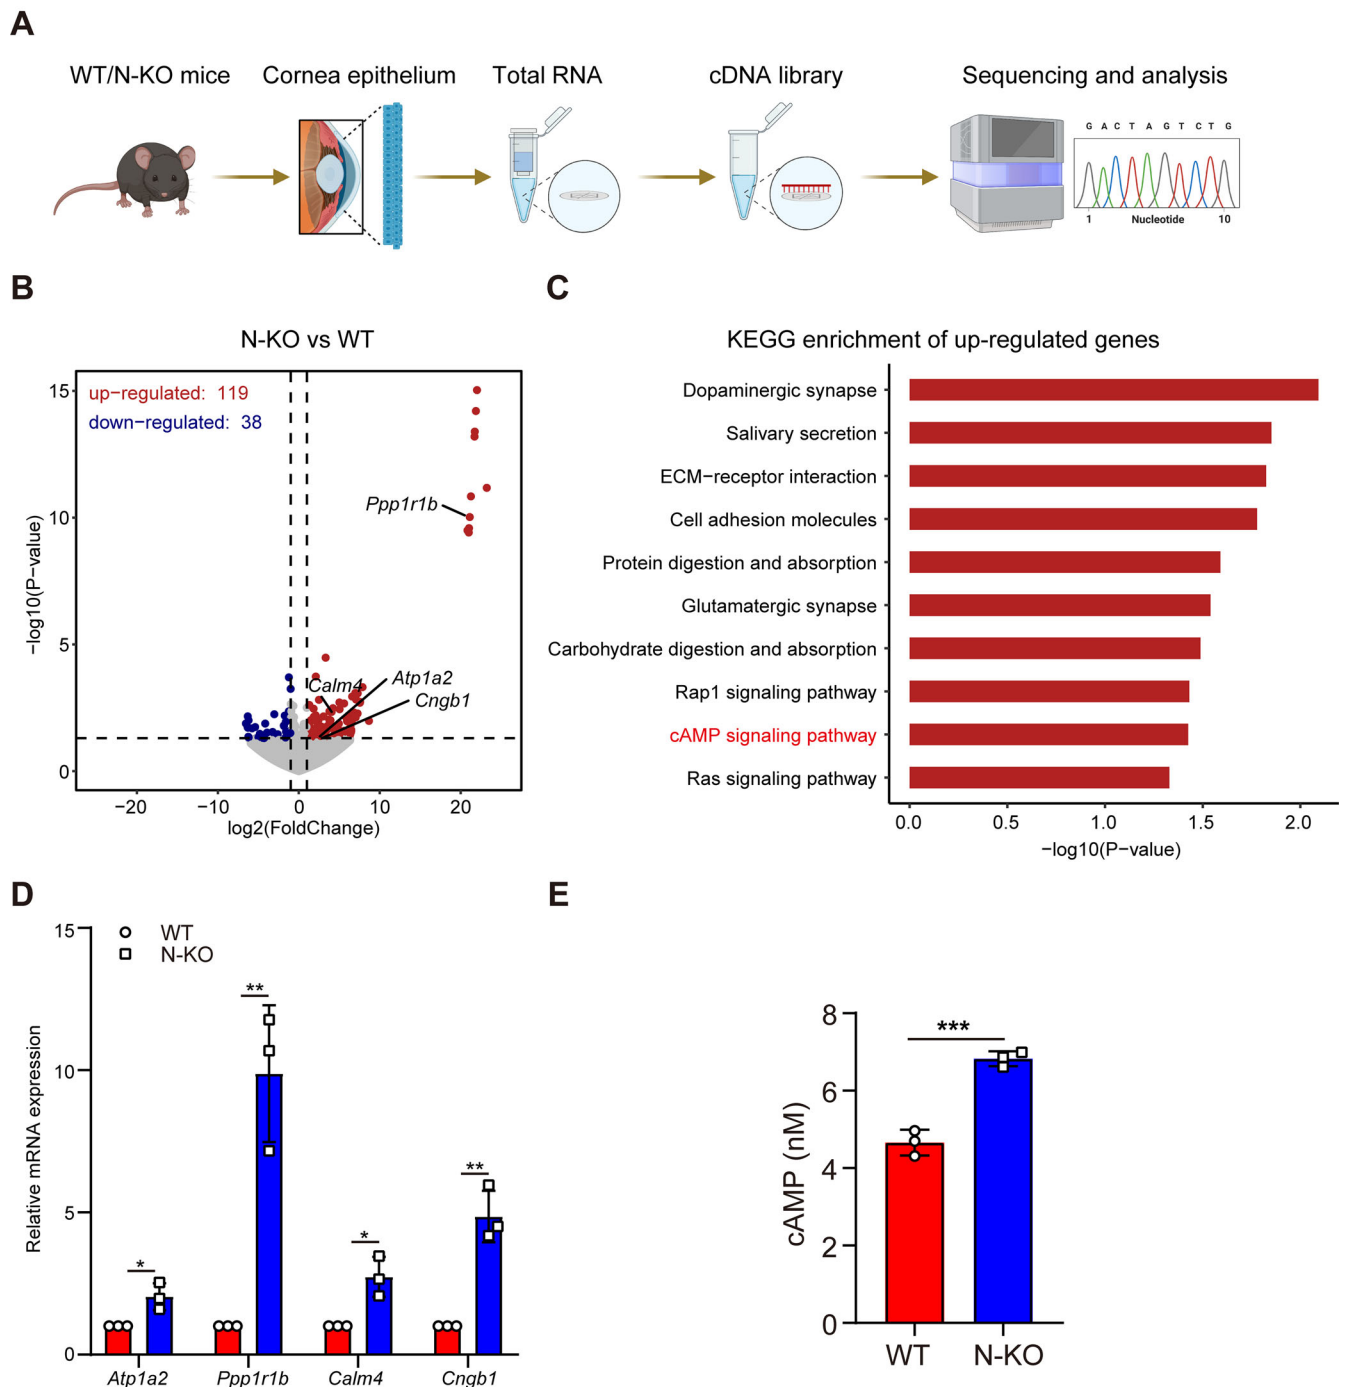 A
WT/N-KO mice
Cornea epithelium
Total RNA
cDNA library
Sequencing and analysis
G A C T A G T C T G
1 Nucleotide 10
B
N-KO vs WT
up−regulated: 119
down−regulated: 38
Ppp1r1b
Calm4
Atp1a2
Cngb1
15
10
5
0
−log10(P−value)
−20 −10 0 10 20
log2(FoldChange)
C
KEGG enrichment of up-regulated genes
Dopaminergic synapse
Salivary secretion
ECM−receptor interaction
Cell adhesion molecules
Protein digestion and absorption
Glutamatergic synapse
Carbohydrate digestion and absorption
Rap1 signaling pathway
cAMP signaling pathway
Ras signaling pathway
0.0 0.5 1.0 1.5 2.0
−log10(P−value)
D
WT
N-KO
15
10
5
0
Relative mRNA expression
*
**
*
**
Atp1a2 Ppp1r1b Calm4 Cngb1
E
8
6
4
2
0
cAMP (nM)
***
WT N-KO